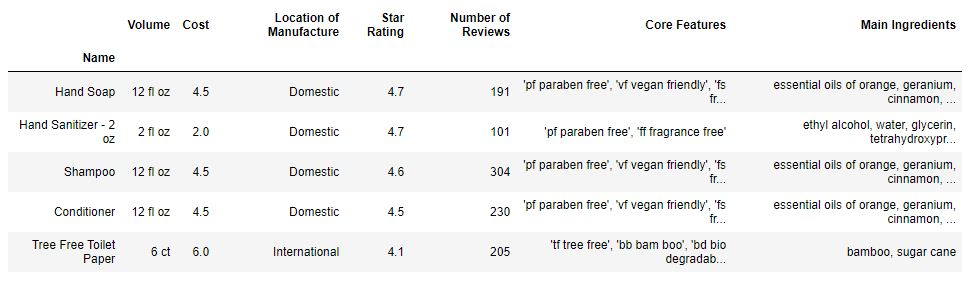 Volume Cost Location of Manufacture Star Rating Number of Reviews Core Features Main Ingredients
Name
Hand Soap 12 fl oz 4.5 Domestic 4.7 191 'pf paraben free', 'vf vegan friendly', 'fs fr... essential oils of orange, geranium, cinnamon, ...
Hand Sanitizer - 2 oz 2 fl oz 2.0 Domestic 4.7 101 'pf paraben free', 'ff fragrance free' ethyl alcohol, water, glycerin, tetrahydroxypr...
Shampoo 12 fl oz 4.5 Domestic 4.6 304 'pf paraben free', 'vf vegan friendly', 'fs fr... essential oils of orange, geranium, cinnamon, ...
Conditioner 12 fl oz 4.5 Domestic 4.5 230 'pf paraben free', 'vf vegan friendly', 'fs fr... essential oils of orange, geranium, cinnamon, ...
Tree Free Toilet Paper 6 ct 6.0 International 4.1 205 'tf tree free', 'bb bam boo', 'bd bio degradab... bamboo, sugar cane